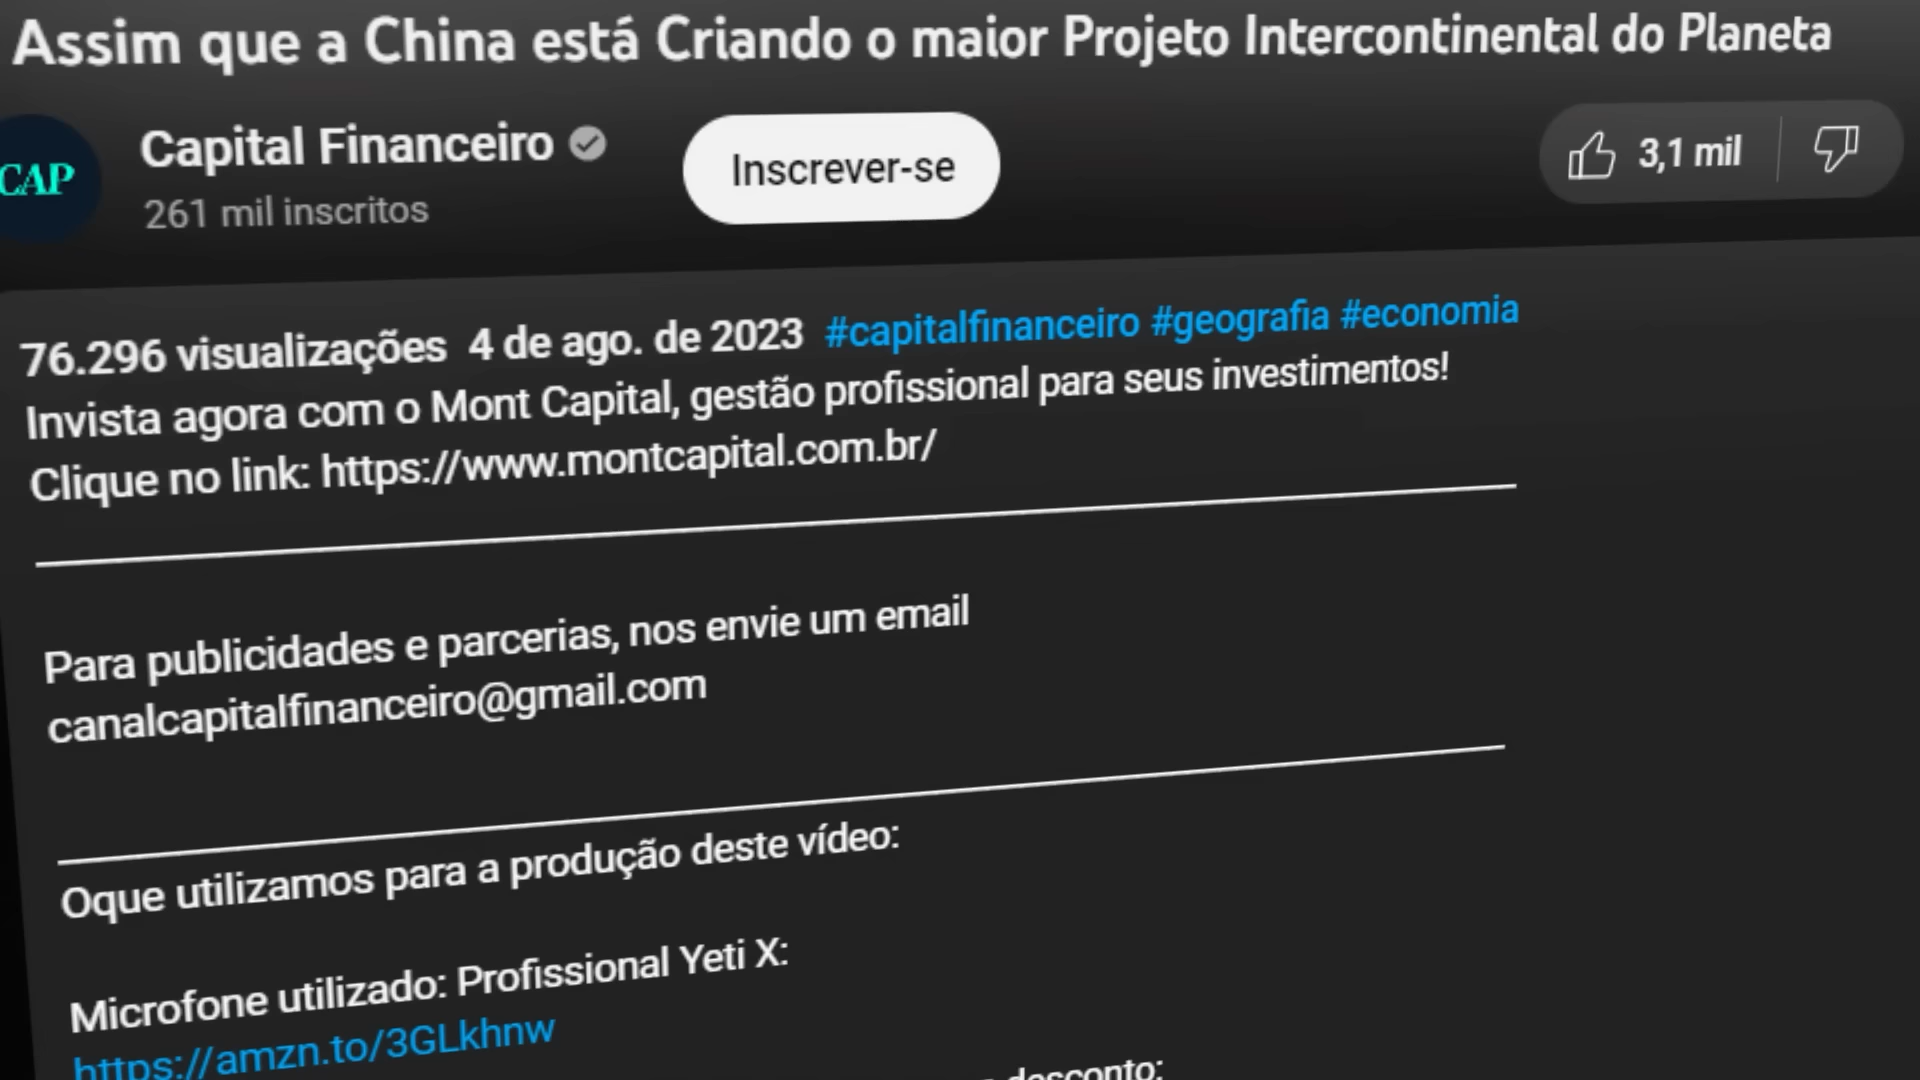 Assim que a China está Criando o maior Projeto Intercontinental do Planeta
CAP
Capital Financeiro
261 mil inscritos
Inscrever-se
3,1 mil
76.296 visualizações 4 de ago. de 2023 #capitalfinanceiro #geografia #economia
Invista agora com o Mont Capital, gestão profissional para seus investimentos!
Clique no link: https://www.montcapital.com.br/
Para publicidades e parcerias, nos envie um email
canalcapitalfinanceiro@gmail.com
Oque utilizamos para a produção deste vídeo:
Microfone utilizado: Profissional Yeti X:
https://amzn.to/3GLkhnw
desconto: